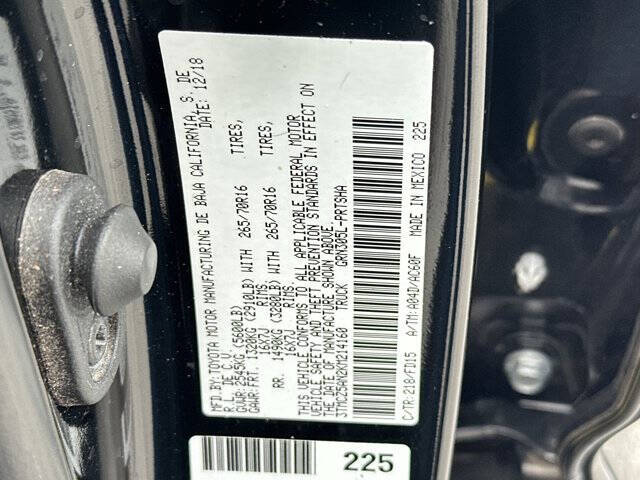 MFD.BY:TOYOTA MOTOR MANUFACTURING DE BAJA CALIFORNIA, S. DE
R.L. DE C.V. DATE: 12/18
GVWR: 2545KG (5600LB)
GAWR:FRT. 1320KG (2910LB) WITH 265/70R16 TIRES,
16X7J RIMS,
RR. 1490KG (3280LB) WITH 265/70R16 TIRES,
16X7J RIMS,
THIS VEHICLE CONFORMS TO ALL APPLICABLE FEDERAL MOTOR
VEHICLE SAFETY AND THEFT PREVENTION STANDARDS IN EFFECT ON
THE DATE OF MANUFACTURE SHOWN ABOVE.
3TMCZ5AN2KM214160 TRUCK GRN305L-PRTSHA
C/TR:218/FD15 A/TM:B04D/AC60F MADE IN MEXICO 225
225